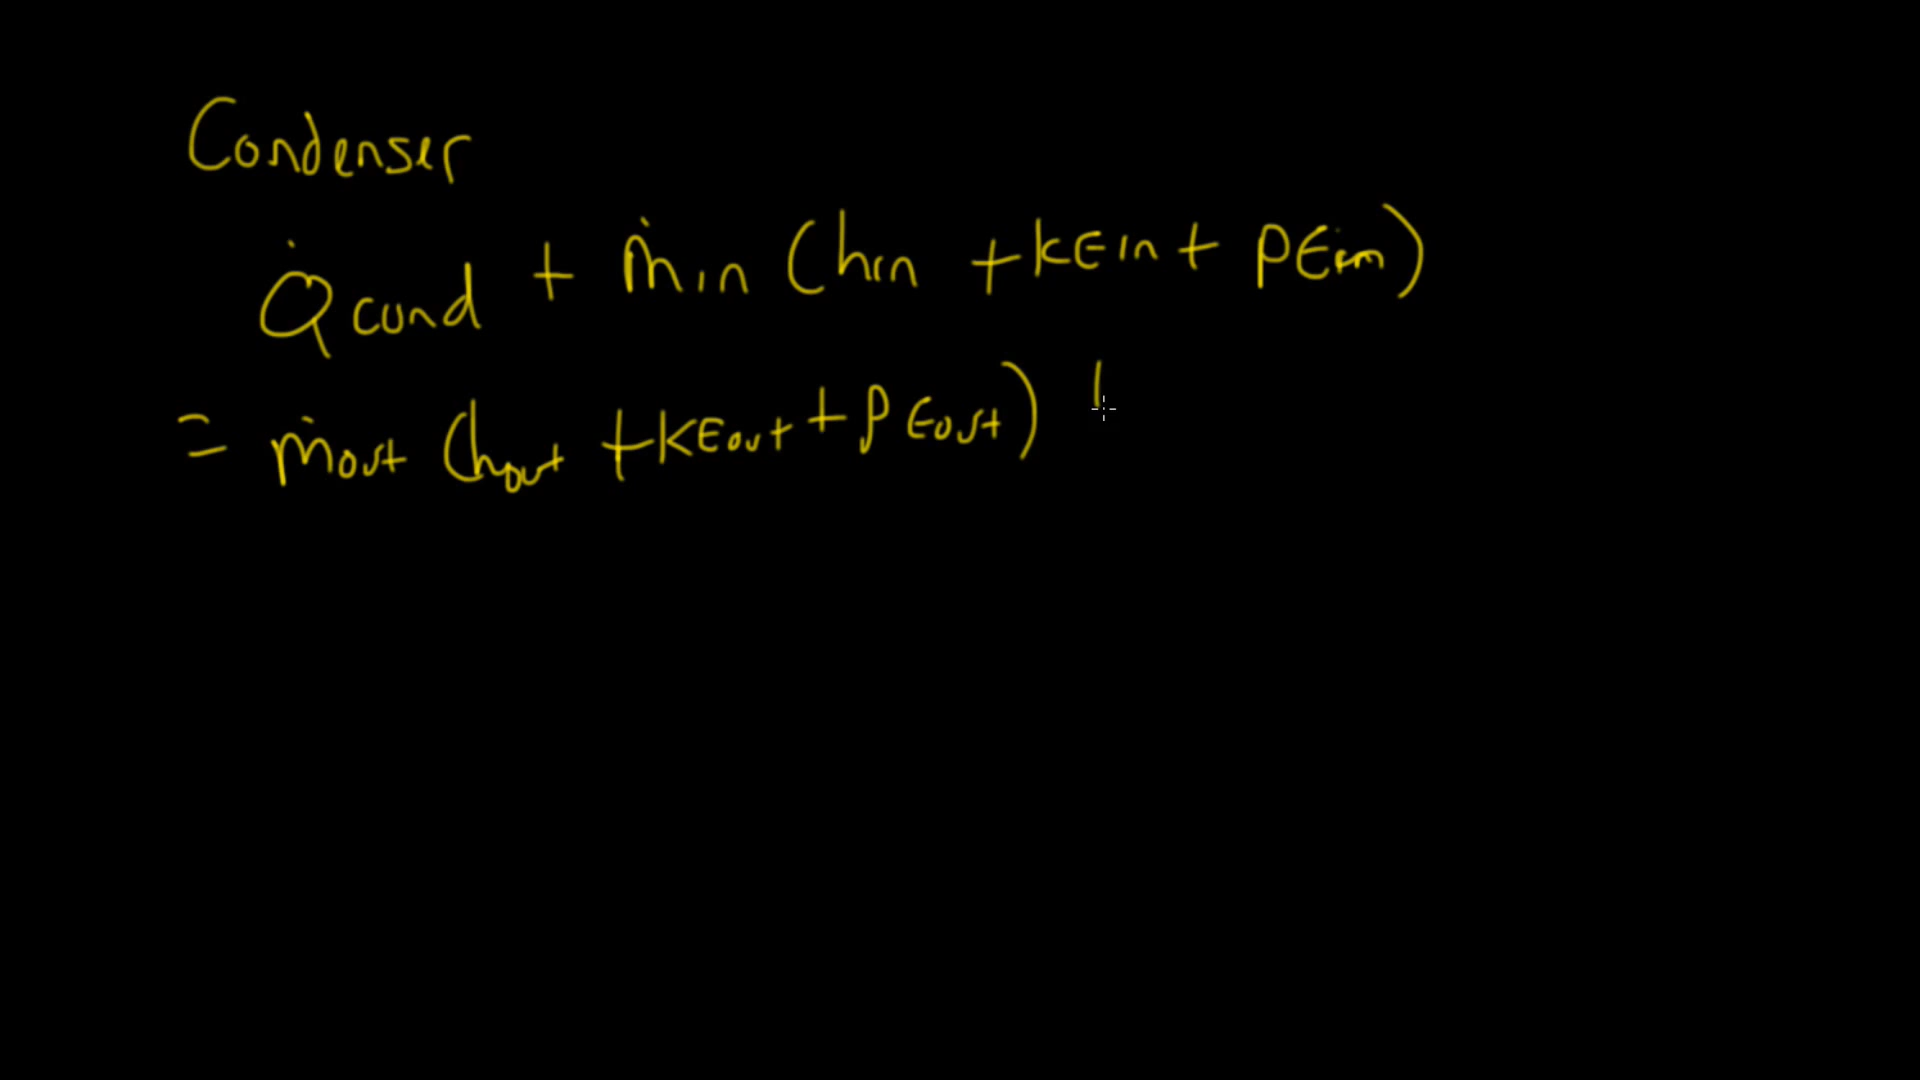 Condenser
Q̇cond + ṁin (hin + KEin + PEin)
= ṁout (hout + KEout + PEout)